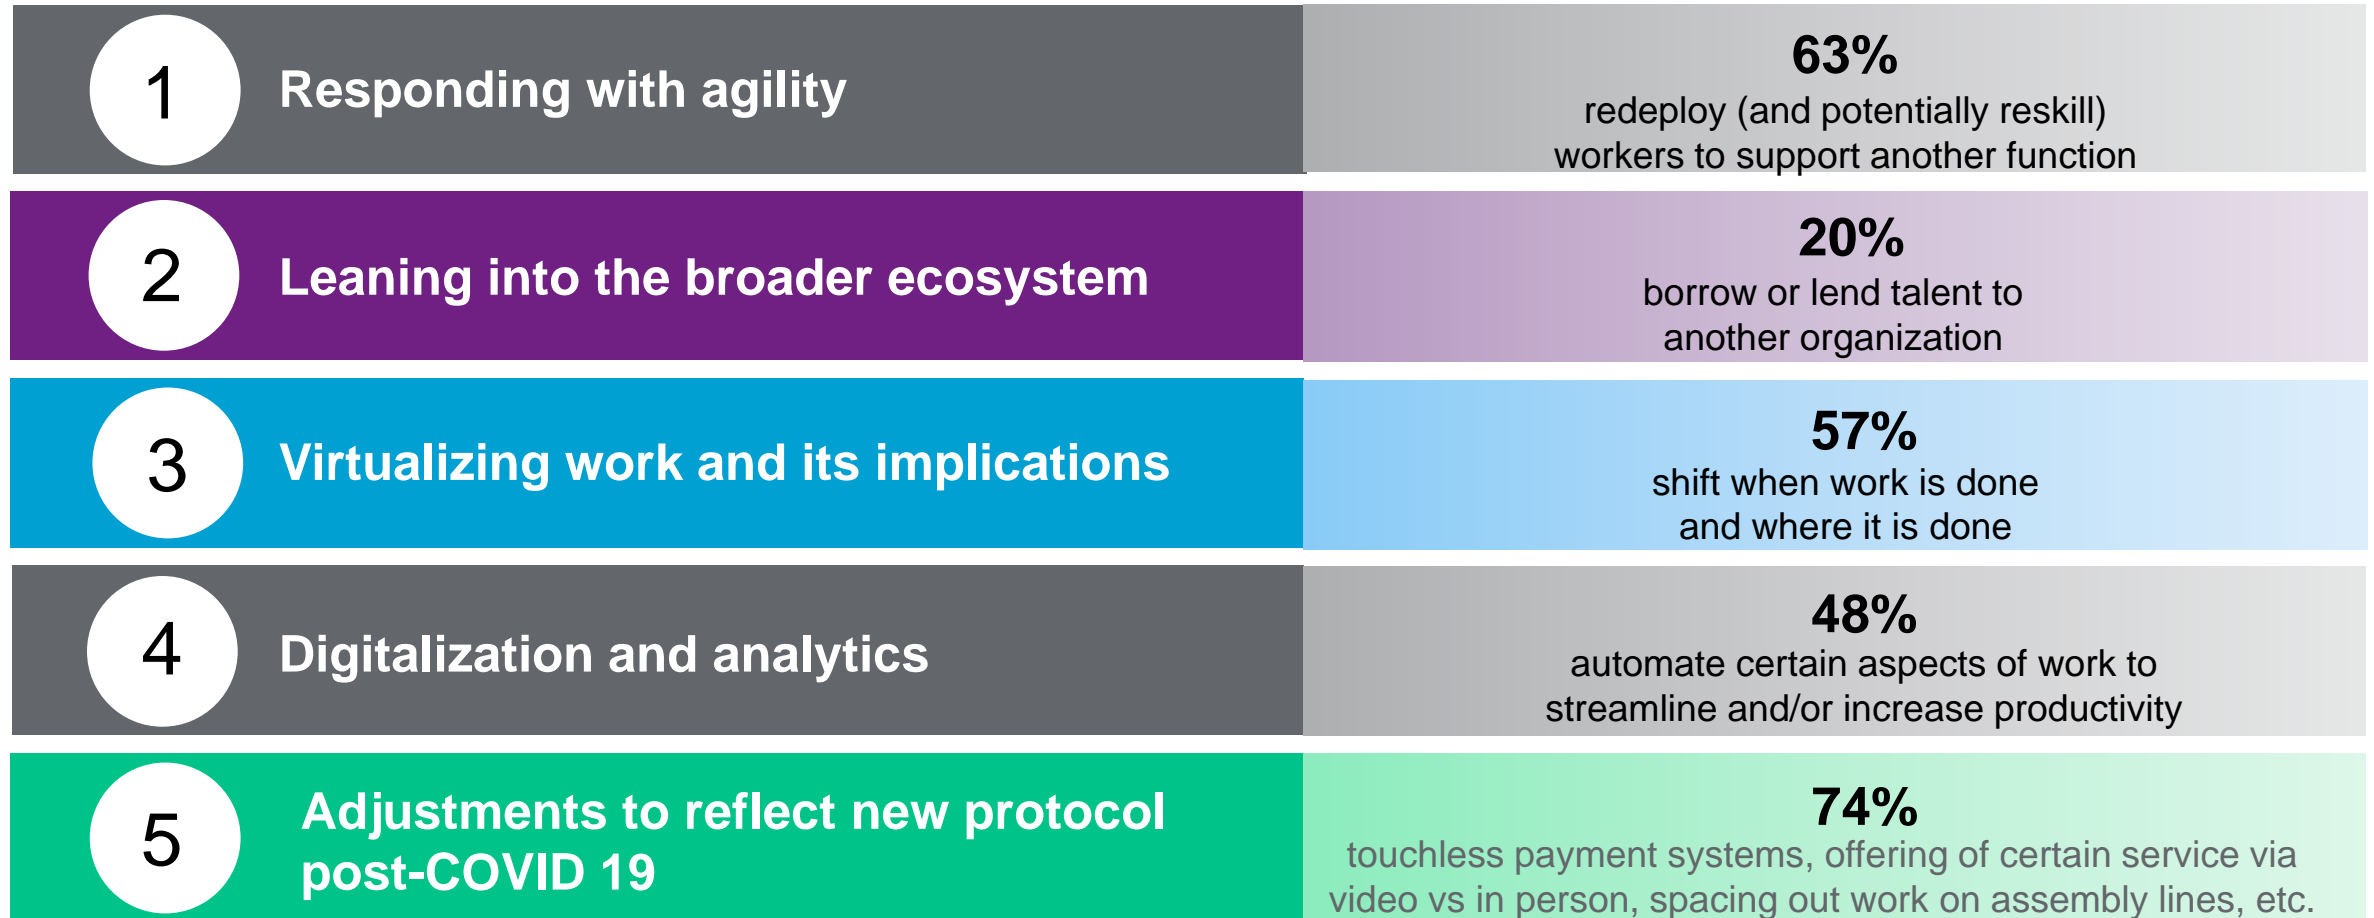 1
Responding with agility
63%
redeploy (and potentially reskill)
workers to support another function
2
Leaning into the broader ecosystem
20%
borrow or lend talent to
another organization
3
Virtualizing work and its implications
57%
shift when work is done
and where it is done
4
Digitalization and analytics
48%
automate certain aspects of work to
streamline and/or increase productivity
5
Adjustments to reflect new protocol
post-COVID 19
74%
touchless payment systems, offering of certain service via
video vs in person, spacing out work on assembly lines, etc.